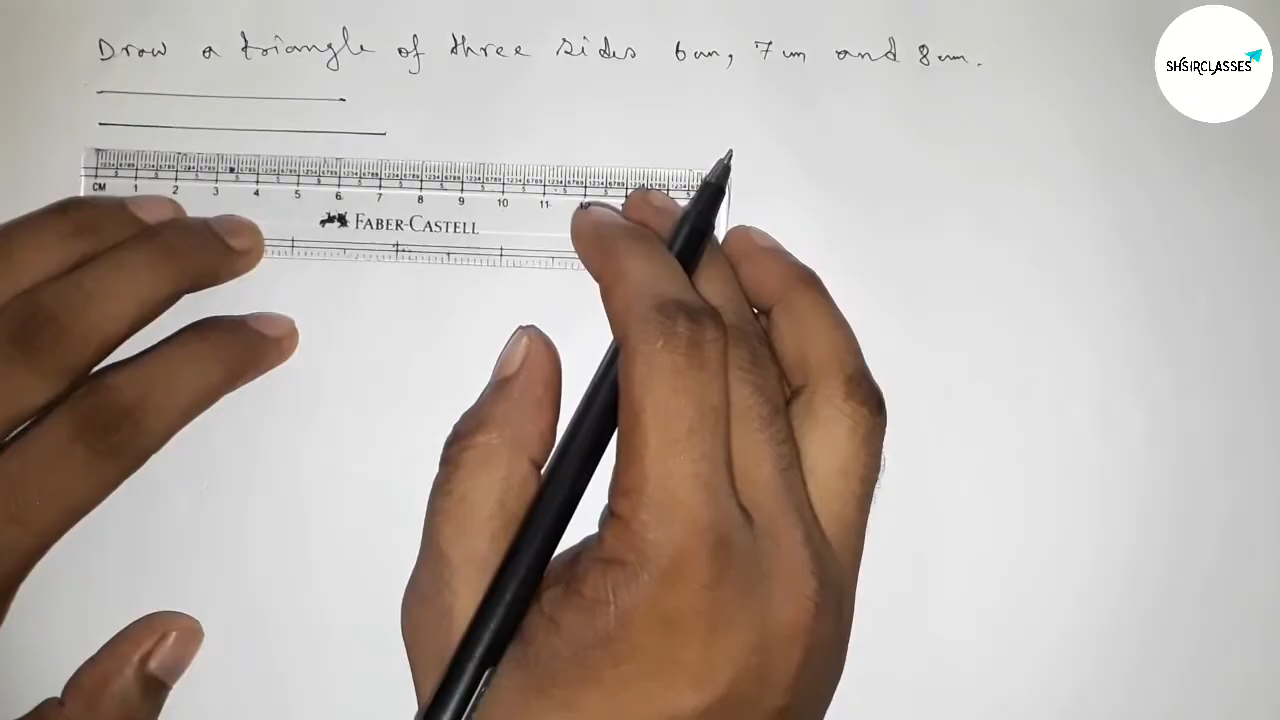 Draw a triangle of three sides 6cm, 7cm and 8cm.
SHSIRCLASSES
CM 1 2 3 4 5 6 7 8 9 10 11 12
FABER-CASTELL